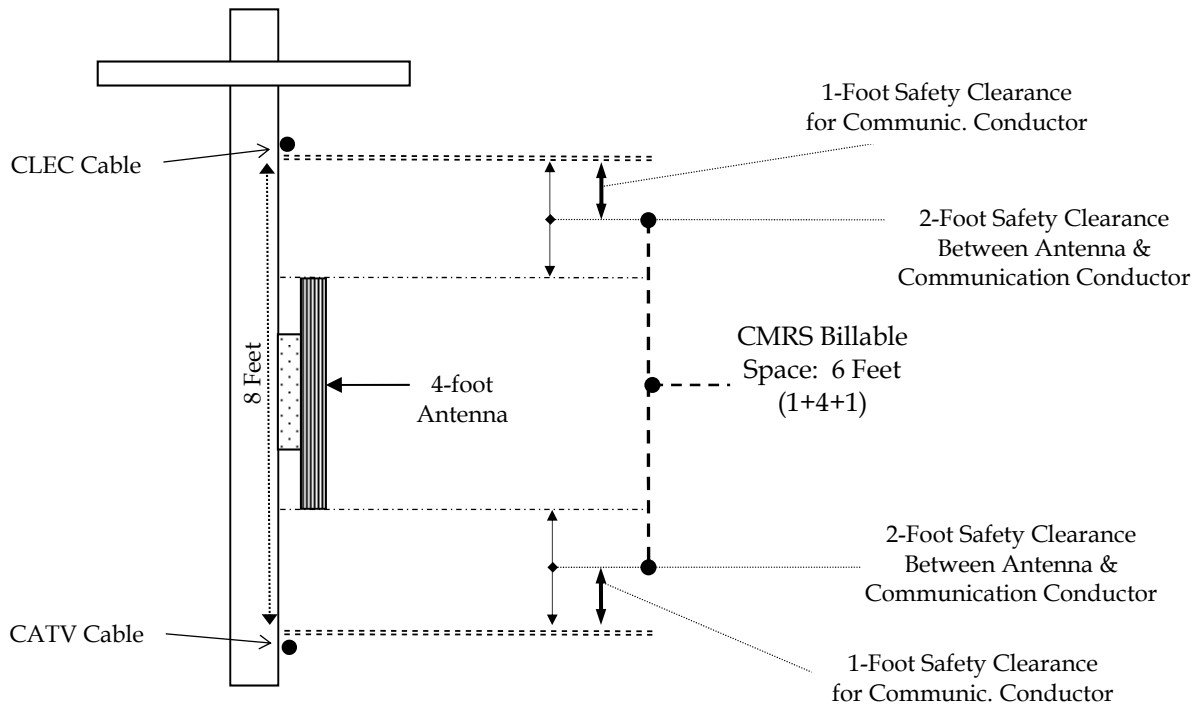 1-Foot Safety Clearance
for Communic. Conductor
CLEC Cable
2-Foot Safety Clearance
Between Antenna &
Communication Conductor
8 Feet
4-foot
Antenna
CMRS Billable
Space: 6 Feet
(1+4+1)
2-Foot Safety Clearance
Between Antenna &
Communication Conductor
CATV Cable
1-Foot Safety Clearance
for Communic. Conductor